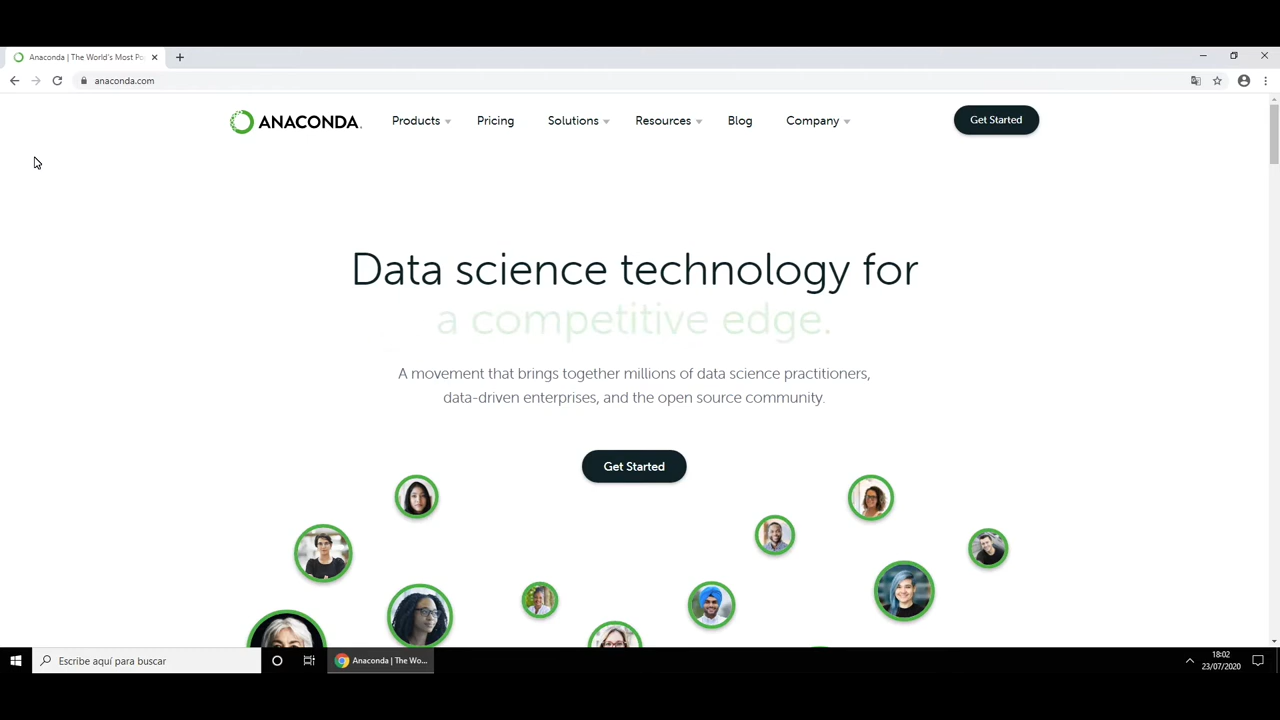 Anaconda | The World's Most Po
anaconda.com
ANACONDA.
Products
Pricing
Solutions
Resources
Blog
Company
Get Started
Data science technology for
a competitive edge.
A movement that brings together millions of data science practitioners,
data-driven enterprises, and the open source community.
Get Started
Escribe aquí para buscar
Anaconda | The Wo...
18:02
23/07/2020